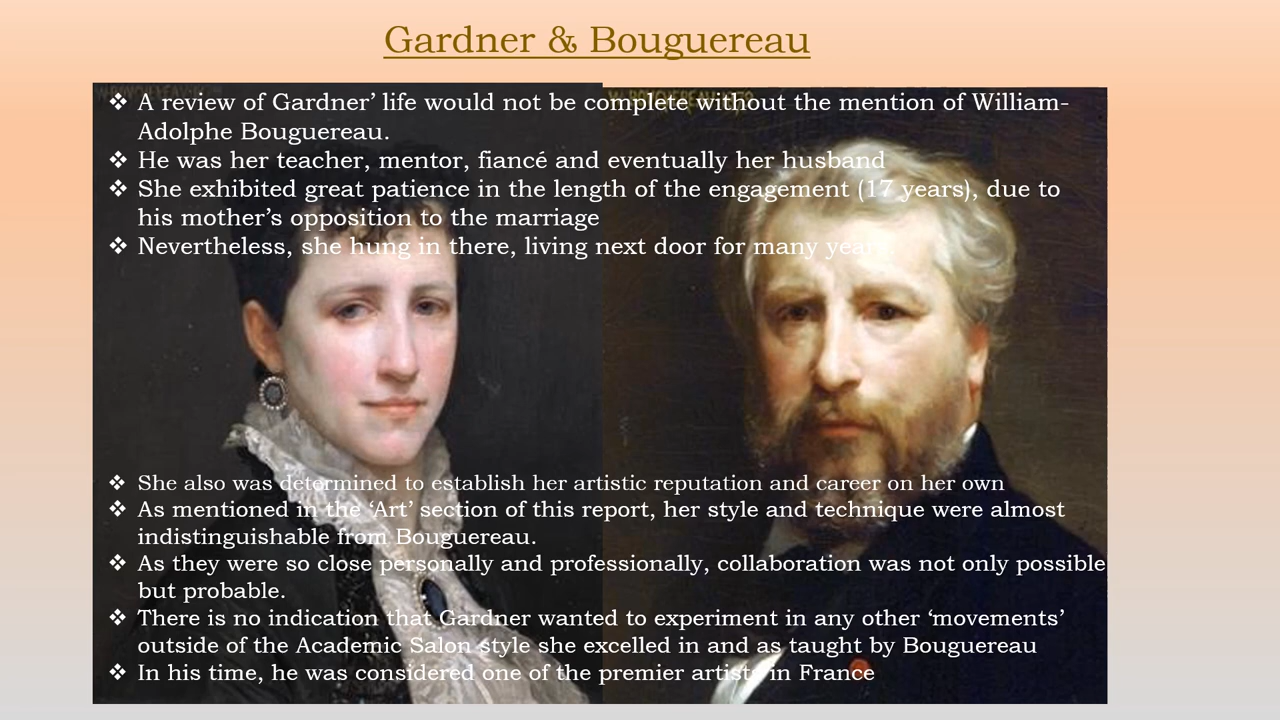 Gardner & Bouguereau
❖ A review of Gardner’ life would not be complete without the mention of William-
Adolphe Bouguereau.
❖ He was her teacher, mentor, fiancé and eventually her husband
❖ She exhibited great patience in the length of the engagement (17 years), due to
his mother’s opposition to the marriage
❖ Nevertheless, she hung in there, living next door for many years
❖ She also was determined to establish her artistic reputation and career on her own
❖ As mentioned in the ‘Art’ section of this report, her style and technique were almost
indistinguishable from Bouguereau.
❖ As they were so close personally and professionally, collaboration was not only possible
but probable.
❖ There is no indication that Gardner wanted to experiment in any other ‘movements’
outside of the Academic Salon style she excelled in and as taught by Bouguereau
❖ In his time, he was considered one of the premier artists in France